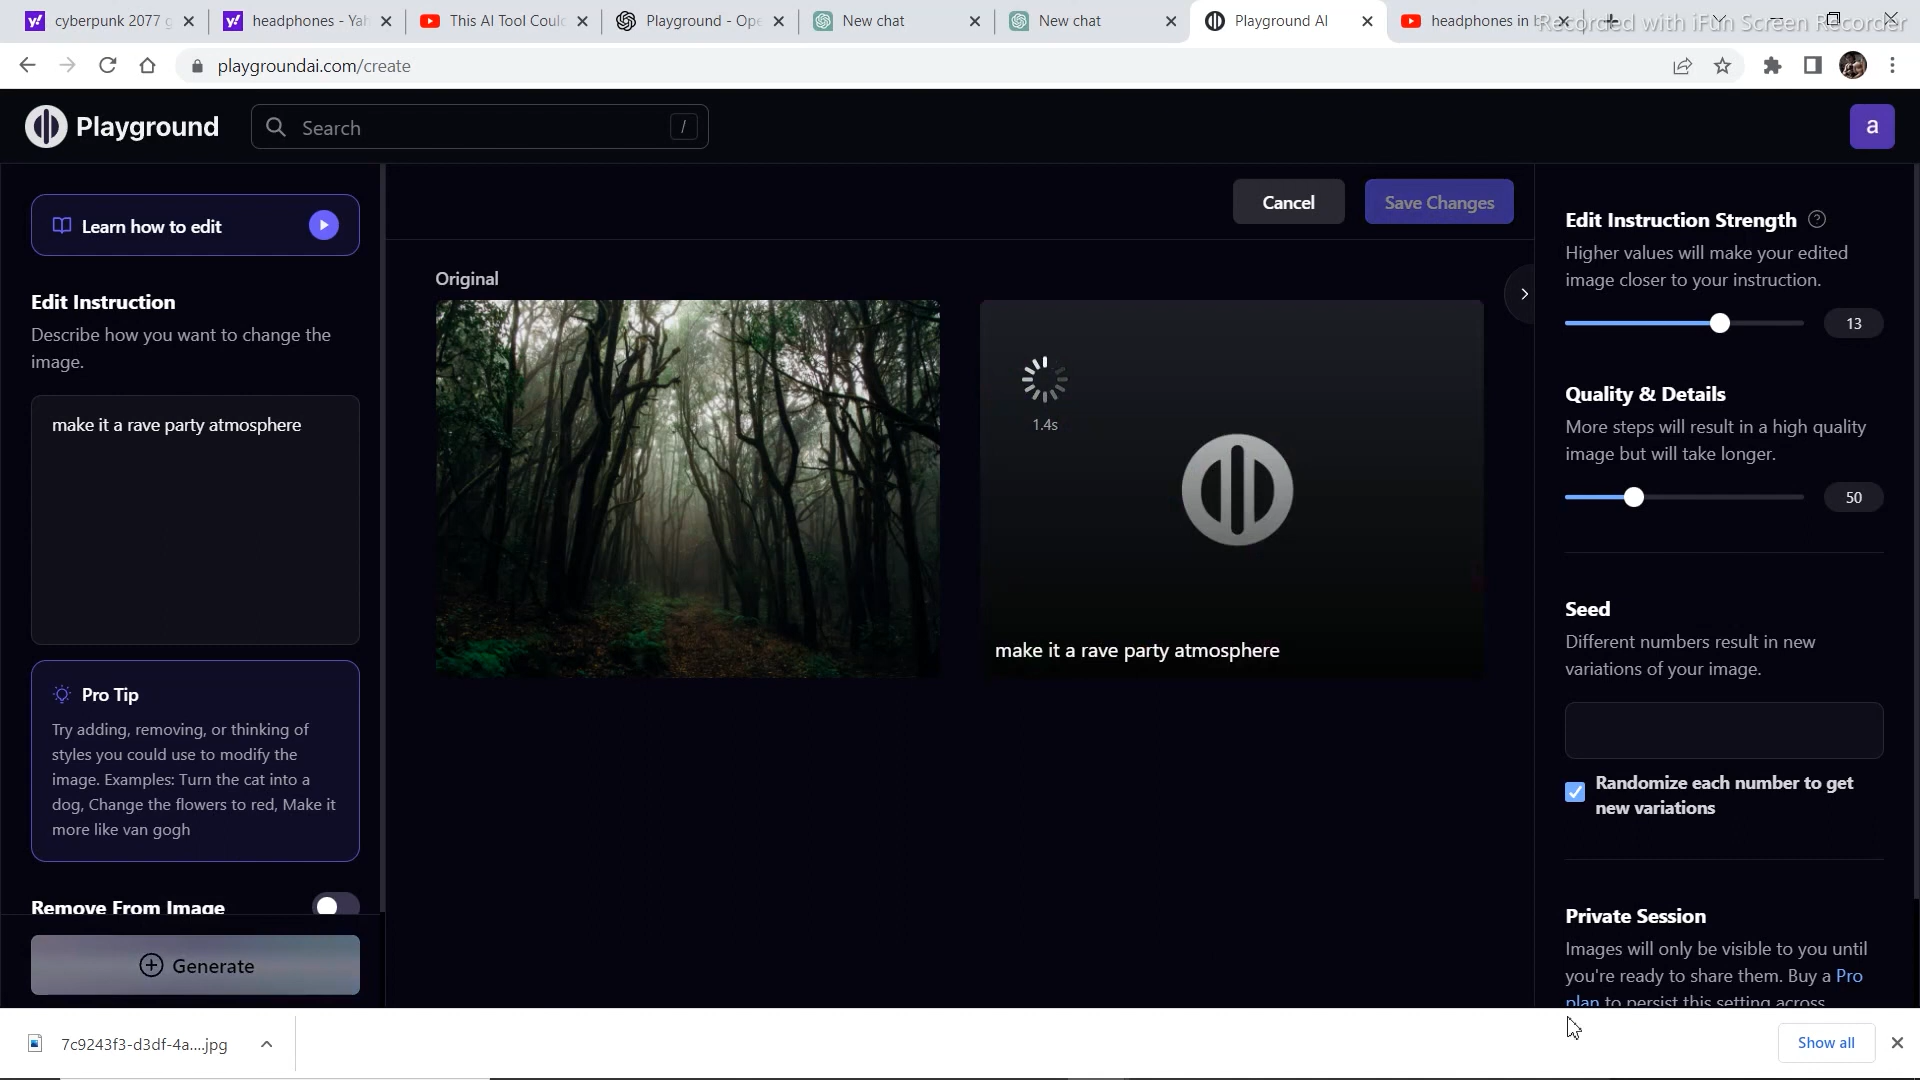 cyberpunk 2077 g
headphones - Yah
This AI Tool Coul
Playground - Ope
New chat
New chat
Playground AI
headphones in b
Recorded with iFun Screen Recorder
playgroundai.com/create
Playground
Search
/
a
Learn how to edit
Edit Instruction
Describe how you want to change the
image.
make it a rave party atmosphere
Pro Tip
Try adding, removing, or thinking of
styles you could use to modify the
image. Examples: Turn the cat into a
dog, Change the flowers to red, Make it
more like van gogh
Remove From Image
Generate
Cancel
Save Changes
Original
1.4s
make it a rave party atmosphere
Edit Instruction Strength
Higher values will make your edited
image closer to your instruction.
13
Quality & Details
More steps will result in a high quality
image but will take longer.
50
Seed
Different numbers result in new
variations of your image.
Randomize each number to get
new variations
Private Session
Images will only be visible to you until
you're ready to share them. Buy a Pro
plan to persist this setting across
7c9243f3-d3df-4a....jpg
Show all